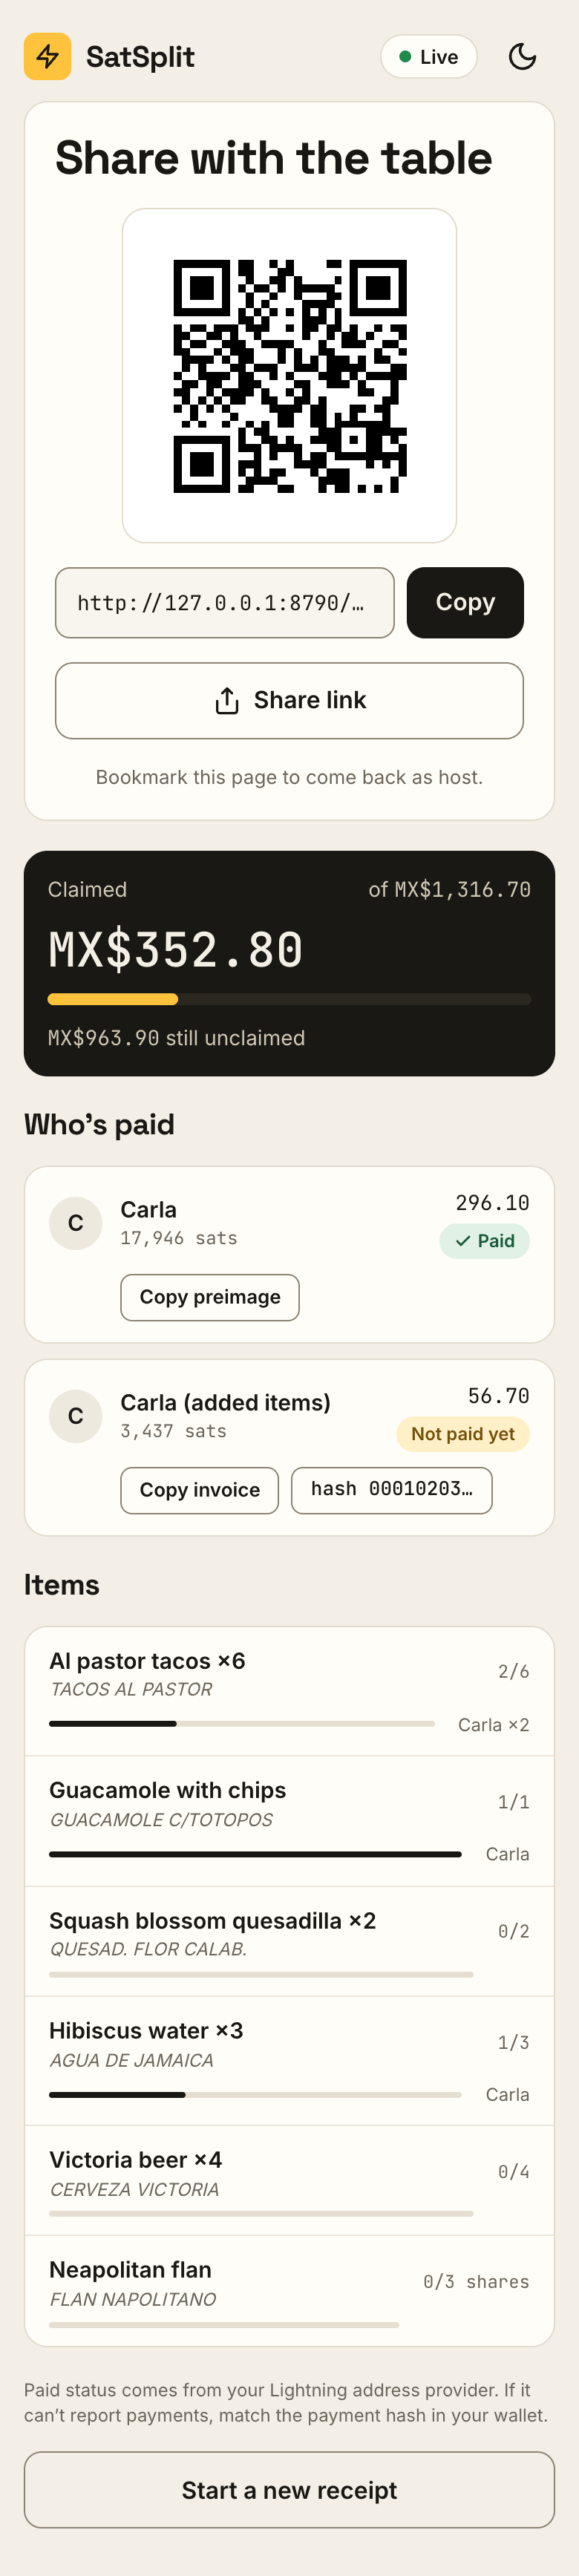 SatSplit
Live
Share with the table
http://127.0.0.1:8790/…
Copy
Share link
Bookmark this page to come back as host.
Claimed
of MX$1,316.70
MX$352.80
MX$963.90 still unclaimed
Who’s paid
C
Carla
296.10
17,946 sats
Paid
Copy preimage
C
Carla (added items)
56.70
3,437 sats
Not paid yet
Copy invoice
hash 00010203…
Items
Al pastor tacos ×6
2/6
TACOS AL PASTOR
Carla ×2
Guacamole with chips
1/1
GUACAMOLE C/TOTOPOS
Carla
Squash blossom quesadilla ×2
0/2
QUESAD. FLOR CALAB.
Hibiscus water ×3
1/3
AGUA DE JAMAICA
Carla
Victoria beer ×4
0/4
CERVEZA VICTORIA
Neapolitan flan
0/3 shares
FLAN NAPOLITANO
Paid status comes from your Lightning address provider. If it
can’t report payments, match the payment hash in your wallet.
Start a new receipt